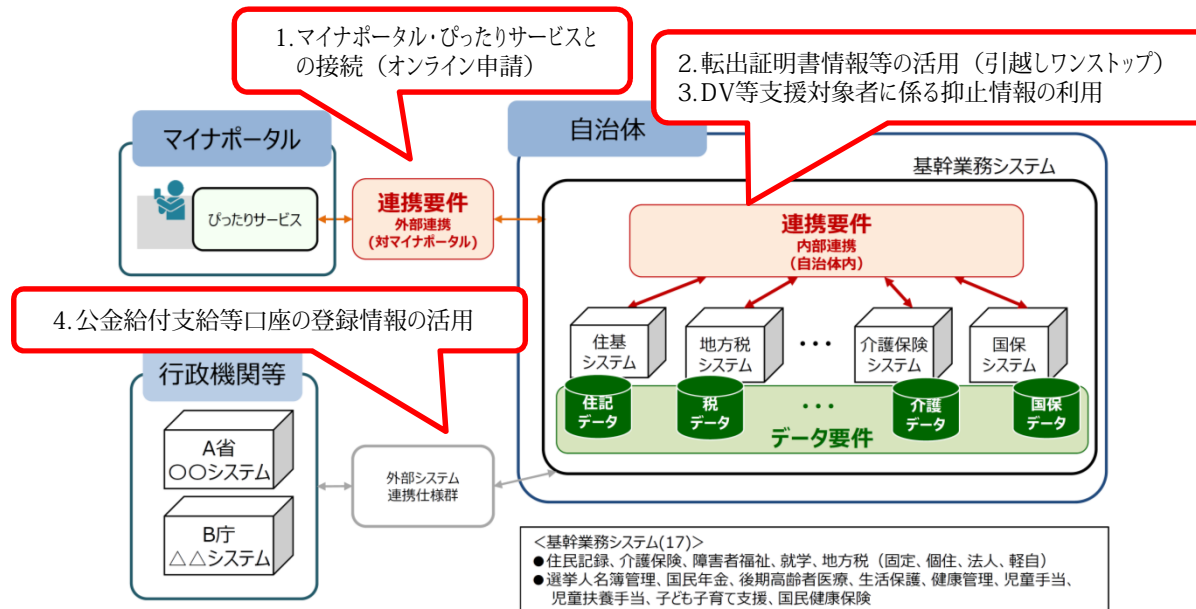 1.マイナポータル・ぴったりサービスと
の接続（オンライン申請）
2.転出証明書情報等の活用（引越しワンストップ）
3.DV等支援対象者に係る抑止情報の利用
マイナポータル
ぴったりサービス
連携要件
外部連携
(対マイナポータル)
自治体
基幹業務システム
連携要件
内部連携
(自治体内)
4.公金給付支給等口座の登録情報の活用
住基
システム
地方税
システム
・・・
介護保険
システム
国保
システム
住記
データ
税
データ
・・・
介護
データ
国保
データ
データ要件
行政機関等
A省
〇〇システム
B庁
△△システム
外部システム
連携仕様群
＜基幹業務システム(17)＞
●住民記録、介護保険、障害者福祉、就学、地方税（固定、個住、法人、軽自）
●選挙人名簿管理、国民年金、後期高齢者医療、生活保護、健康管理、児童手当、
児童扶養手当、子ども子育て支援、国民健康保険